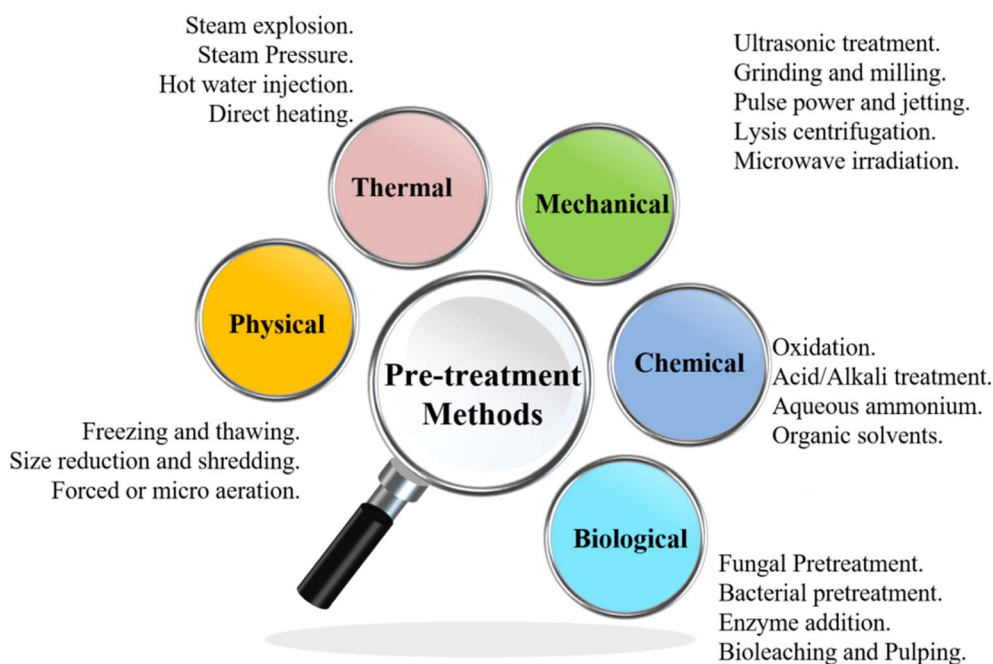 Steam explosion.
Steam Pressure.
Hot water injection.
Direct heating.
Ultrasonic treatment.
Grinding and milling.
Pulse power and jetting.
Lysis centrifugation.
Microwave irradiation.
Thermal
Mechanical
Physical
Pre-treatment
Methods
Chemical
Oxidation.
Acid/Alkali treatment.
Aqueous ammonium.
Organic solvents.
Freezing and thawing.
Size reduction and shredding.
Forced or micro aeration.
Biological
Fungal Pretreatment.
Bacterial pretreatment.
Enzyme addition.
Bioleaching and Pulping.